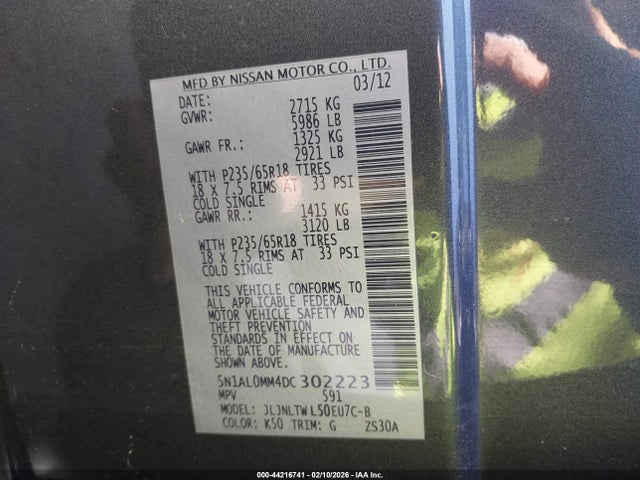 MFD BY NISSAN MOTOR CO., LTD.
DATE: 03/12
GVWR: 2715 KG
5986 LB
GAWR FR.: 1325 KG
2921 LB
WITH P235/65R18 TIRES
18 X 7.5 RIMS AT 33 PSI
COLD SINGLE
GAWR RR.: 1415 KG
3120 LB
WITH P235/65R18 TIRES
18 X 7.5 RIMS AT 33 PSI
COLD SINGLE
THIS VEHICLE CONFORMS TO
ALL APPLICABLE FEDERAL
MOTOR VEHICLE SAFETY AND
THEFT PREVENTION
STANDARDS IN EFFECT ON
THE DATE OF MANUFACTURE
SHOWN ABOVE.
5N1AL0MM4DC302223
MPV 591
MODEL: JLJNLTWL50EU7C-B
COLOR: K50 TRIM: G ZS30A
000-44216741 - 02/10/2026 - IAA Inc.